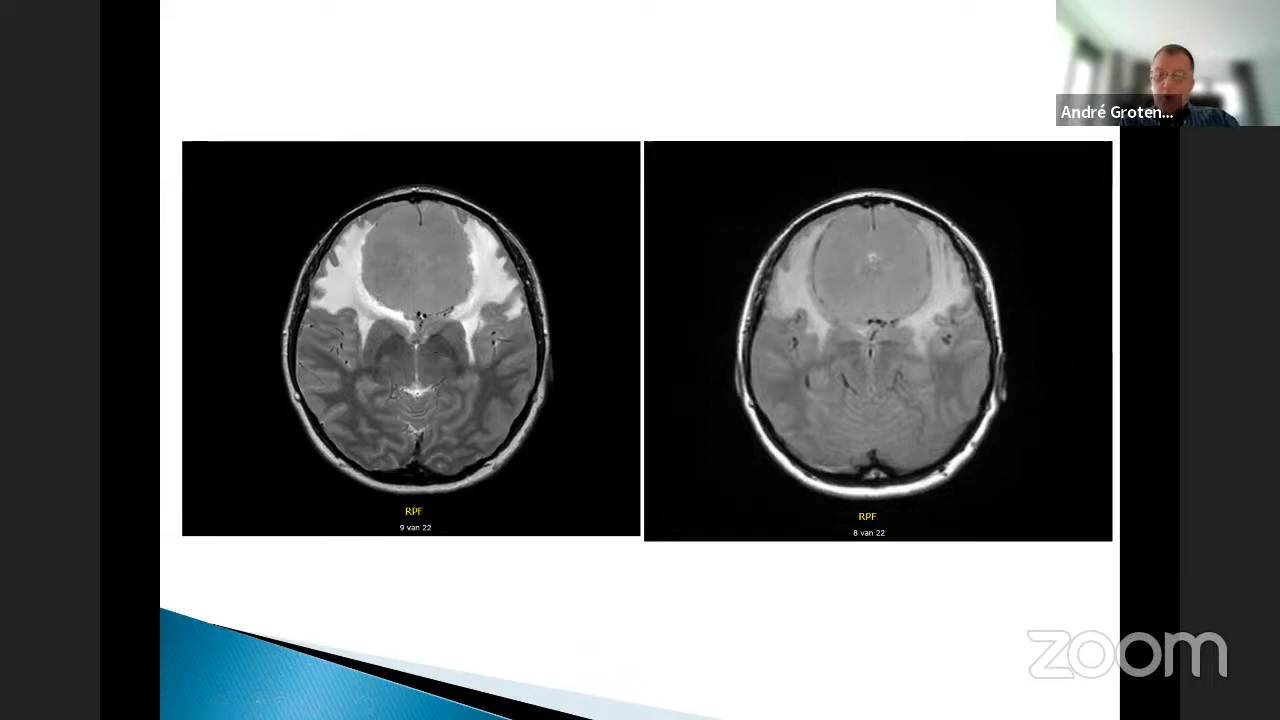 André Groten...
RPF
9 van 22
RPF
8 van 22
zoom